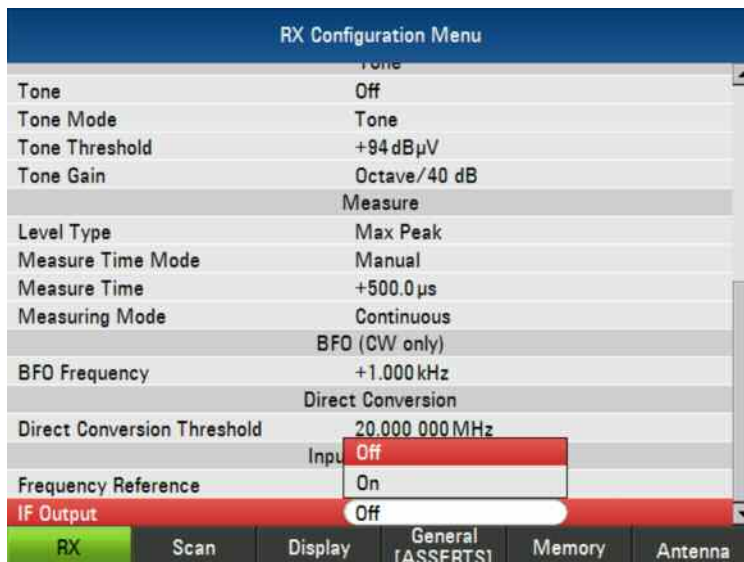 RX Configuration Menu
Tone
Tone Off
Tone Mode Tone
Tone Threshold +94 dBµV
Tone Gain Octave/40 dB
Measure
Level Type Max Peak
Measure Time Mode Manual
Measure Time +500.0 µs
Measuring Mode Continuous
BFO (CW only)
BFO Frequency +1.000 kHz
Direct Conversion
Direct Conversion Threshold 20.000 000 MHz
Inpu
Off
Frequency Reference On
IF Output Off
RX Scan Display General [ASSERTS] Memory Antenna